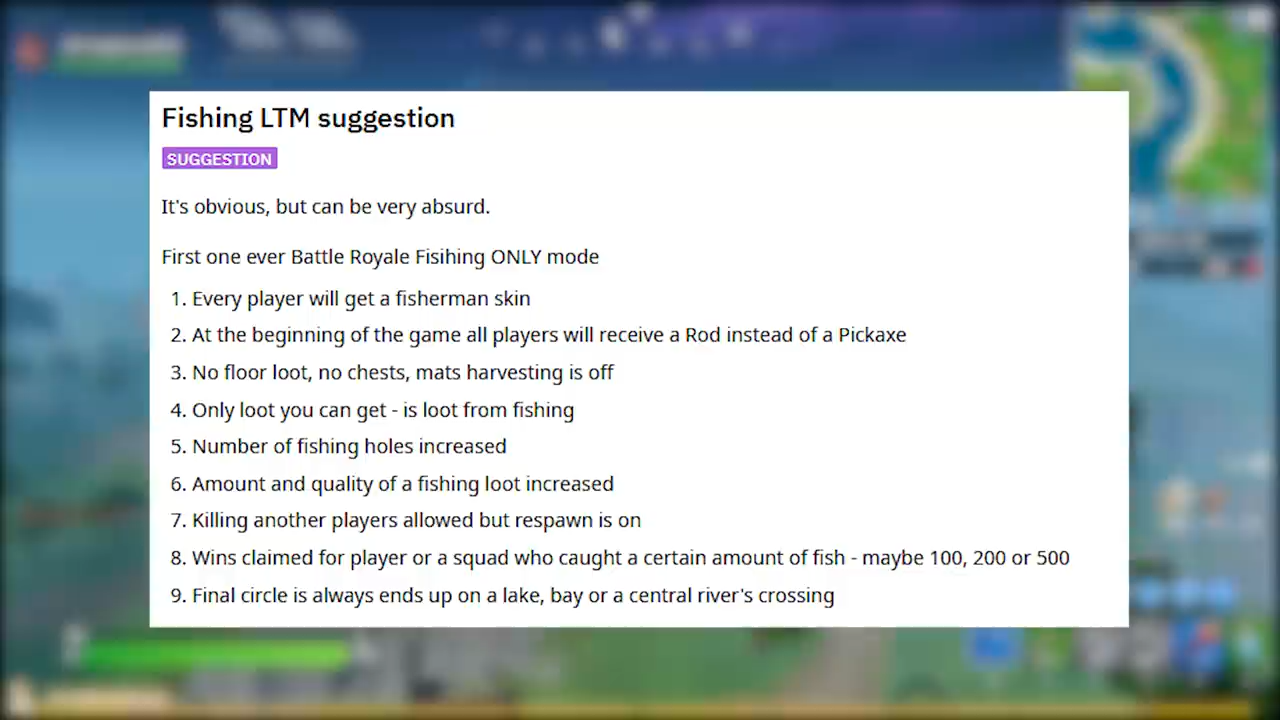 Fishing LTM suggestion
SUGGESTION
It's obvious, but can be very absurd.
First one ever Battle Royale Fisihing ONLY mode
1. Every player will get a fisherman skin
2. At the beginning of the game all players will receive a Rod instead of a Pickaxe
3. No floor loot, no chests, mats harvesting is off
4. Only loot you can get - is loot from fishing
5. Number of fishing holes increased
6. Amount and quality of a fishing loot increased
7. Killing another players allowed but respawn is on
8. Wins claimed for player or a squad who caught a certain amount of fish - maybe 100, 200 or 500
9. Final circle is always ends up on a lake, bay or a central river's crossing